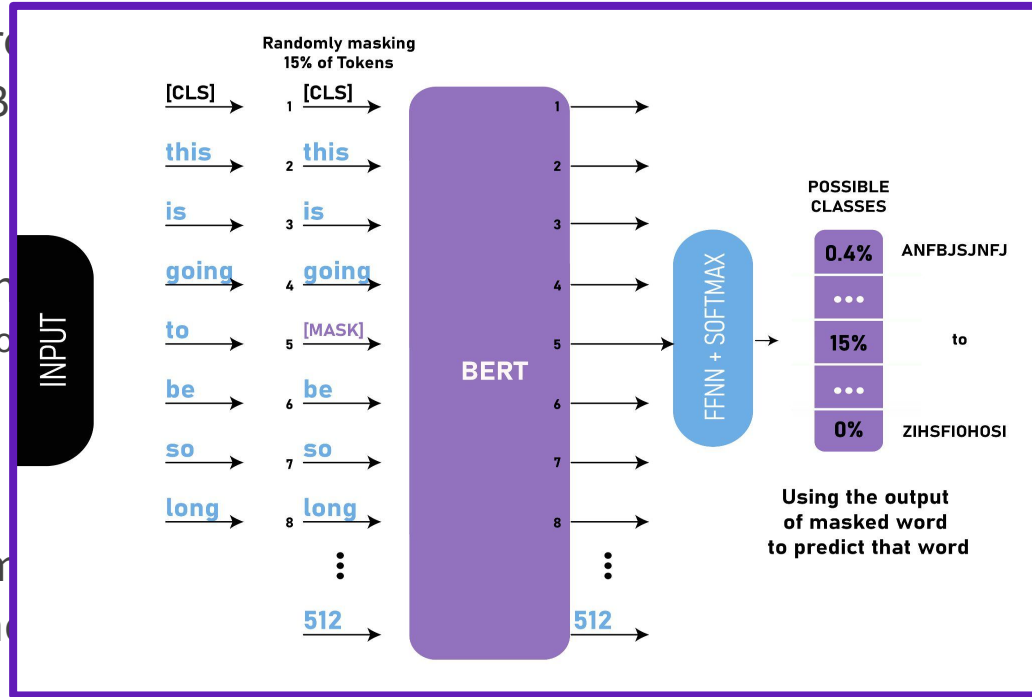 Randomly masking
15% of Tokens
[CLS] 1 [CLS] 1
this 2 this 2
is 3 is 3
going 4 going 4
to 5 [MASK] 5
be 6 be 6
so 7 so 7
long 8 long 8
512 512
INPUT
BERT
FFNN + SOFTMAX
POSSIBLE
CLASSES
0.4% ANFBJSJNFJ
...
15% to
...
0% ZIHSFIOHOSI
Using the output
of masked word
to predict that word